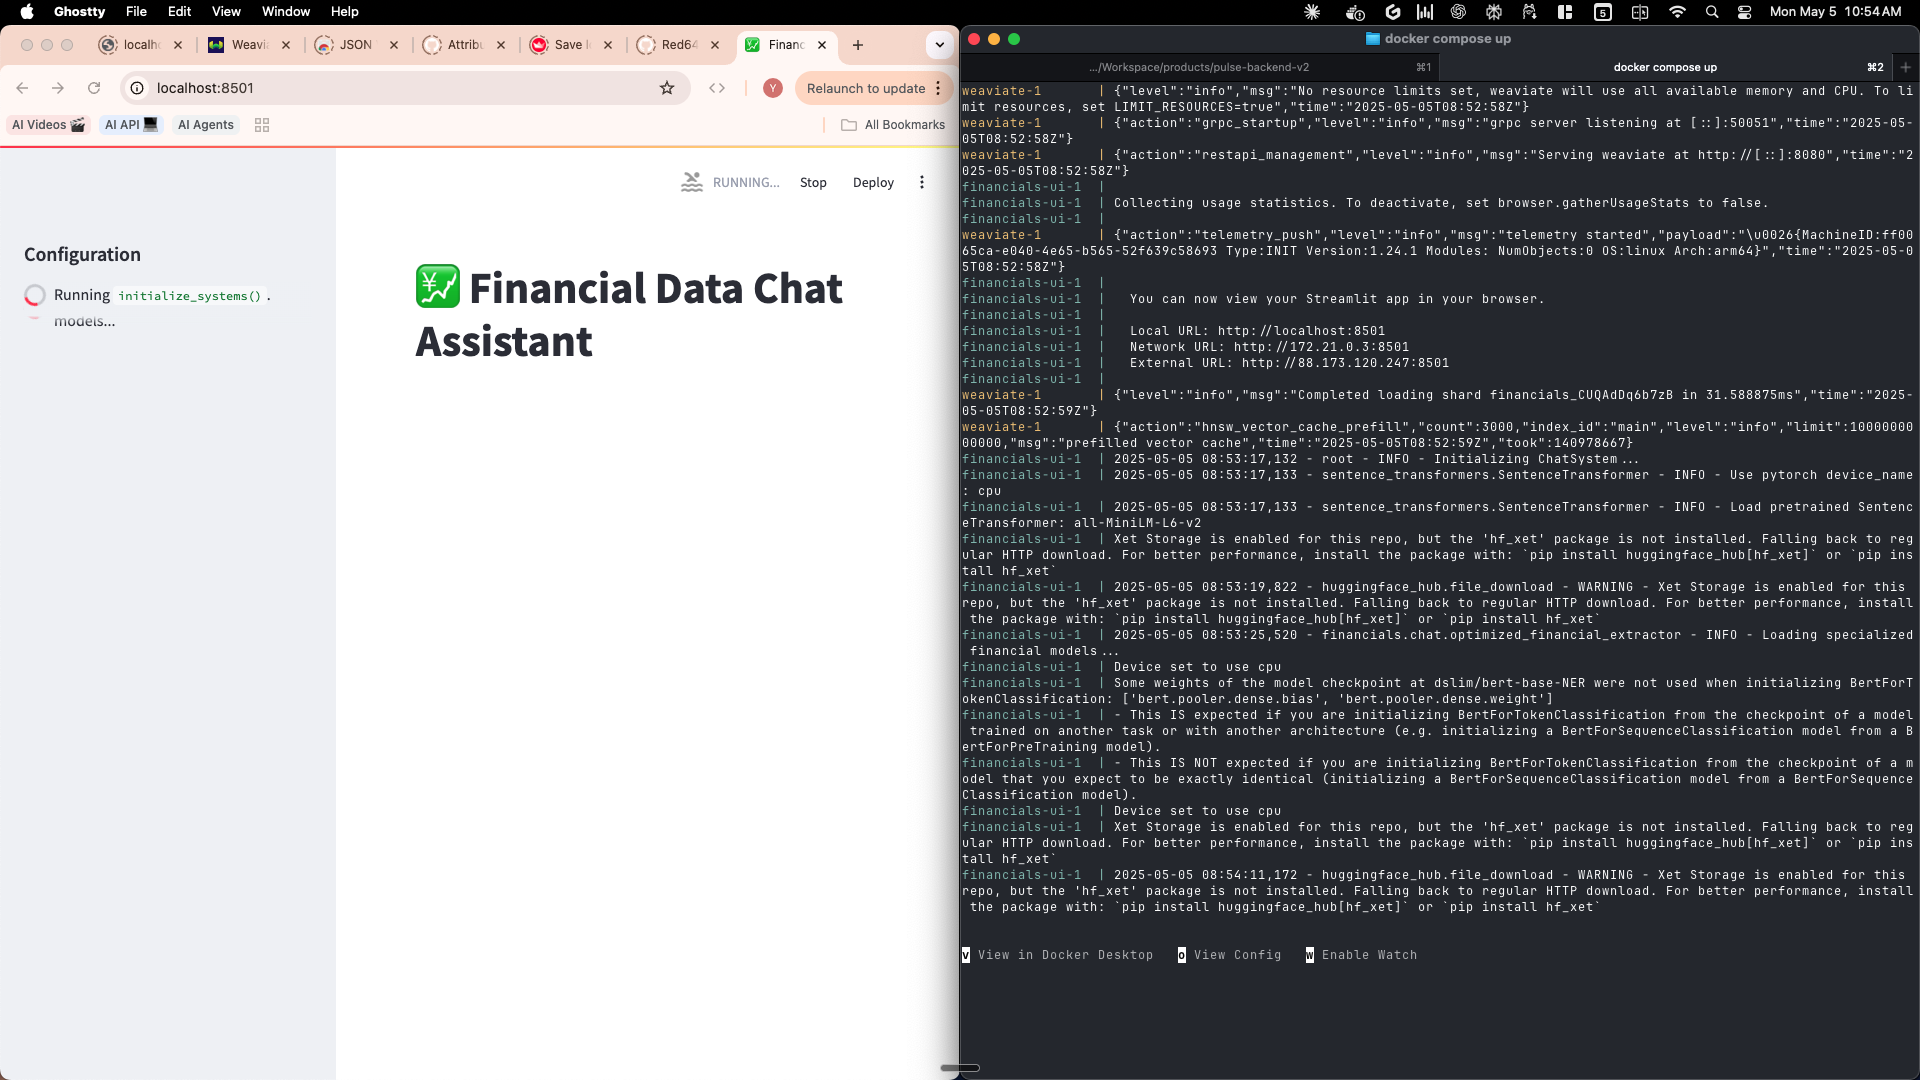 Ghostty File Edit View Window Help
5
Mon May 5 10:54 AM
localh
Weavia
JSON
Attribu
Save
Red64
Financ
localhost:8501
Y
Relaunch to update
AI Videos
AI API
AI Agents
All Bookmarks
RUNNING...
Stop
Deploy
Configuration
Running initialize_systems() .
models...
Financial Data Chat
Assistant
docker compose up
.../Workspace/products/pulse-backend-v2 ⌘1
docker compose up ⌘2
weaviate-1 | {"level":"info","msg":"No resource limits set, weaviate will use all available memory and CPU. To li
mit resources, set LIMIT_RESOURCES=true","time":"2025-05-05T08:52:58Z"}
weaviate-1 | {"action":"grpc_startup","level":"info","msg":"grpc server listening at [::]:50051","time":"2025-05-
05T08:52:58Z"}
weaviate-1 | {"action":"restapi_management","level":"info","msg":"Serving weaviate at http://[::]:8080","time":"2
025-05-05T08:52:58Z"}
financials-ui-1 |
financials-ui-1 | Collecting usage statistics. To deactivate, set browser.gatherUsageStats to false.
financials-ui-1 |
weaviate-1 | {"action":"telemetry_push","level":"info","msg":"telemetry started","payload":"\u0026{MachineID:ff00
65ca-e040-4e65-b565-52f639c58693 Type:INIT Version:1.24.1 Modules: NumObjects:0 OS:linux Arch:arm64}","time":"2025-05-0
5T08:52:58Z"}
financials-ui-1 |
financials-ui-1 | You can now view your Streamlit app in your browser.
financials-ui-1 |
financials-ui-1 | Local URL: http://localhost:8501
financials-ui-1 | Network URL: http://172.21.0.3:8501
financials-ui-1 | External URL: http://88.173.120.247:8501
financials-ui-1 |
weaviate-1 | {"level":"info","msg":"Completed loading shard financials_CUQAdDq6b7zB in 31.588875ms","time":"2025-
05-05T08:52:59Z"}
weaviate-1 | {"action":"hnsw_vector_cache_prefill","count":3000,"index_id":"main","level":"info","limit":10000000
00000,"msg":"prefilled vector cache","time":"2025-05-05T08:52:59Z","took":140978667}
financials-ui-1 | 2025-05-05 08:53:17,132 - root - INFO - Initializing ChatSystem...
financials-ui-1 | 2025-05-05 08:53:17,133 - sentence_transformers.SentenceTransformer - INFO - Use pytorch device_name
: cpu
financials-ui-1 | 2025-05-05 08:53:17,133 - sentence_transformers.SentenceTransformer - INFO - Load pretrained Sentenc
eTransformer: all-MiniLM-L6-v2
financials-ui-1 | Xet Storage is enabled for this repo, but the 'hf_xet' package is not installed. Falling back to reg
ular HTTP download. For better performance, install the package with: `pip install huggingface_hub[hf_xet]` or `pip ins
tall hf_xet`
financials-ui-1 | 2025-05-05 08:53:19,822 - huggingface_hub.file_download - WARNING - Xet Storage is enabled for this
repo, but the 'hf_xet' package is not installed. Falling back to regular HTTP download. For better performance, install
the package with: `pip install huggingface_hub[hf_xet]` or `pip install hf_xet`
financials-ui-1 | 2025-05-05 08:53:25,520 - financials.chat.optimized_financial_extractor - INFO - Loading specialized
financial models...
financials-ui-1 | Device set to use cpu
financials-ui-1 | Some weights of the model checkpoint at dslim/bert-base-NER were not used when initializing BertForT
okenClassification: ['bert.pooler.dense.bias', 'bert.pooler.dense.weight']
financials-ui-1 | - This IS expected if you are initializing BertForTokenClassification from the checkpoint of a model
trained on another task or with another architecture (e.g. initializing a BertForSequenceClassification model from a B
ertForPreTraining model).
financials-ui-1 | - This IS NOT expected if you are initializing BertForTokenClassification from the checkpoint of a m
odel that you expect to be exactly identical (initializing a BertForSequenceClassification model from a BertForSequence
Classification model).
financials-ui-1 | Device set to use cpu
financials-ui-1 | Xet Storage is enabled for this repo, but the 'hf_xet' package is not installed. Falling back to reg
ular HTTP download. For better performance, install the package with: `pip install huggingface_hub[hf_xet]` or `pip ins
tall hf_xet`
financials-ui-1 | 2025-05-05 08:54:11,172 - huggingface_hub.file_download - WARNING - Xet Storage is enabled for this
repo, but the 'hf_xet' package is not installed. Falling back to regular HTTP download. For better performance, install
the package with: `pip install huggingface_hub[hf_xet]` or `pip install hf_xet`
v View in Docker Desktop o View Config w Enable Watch